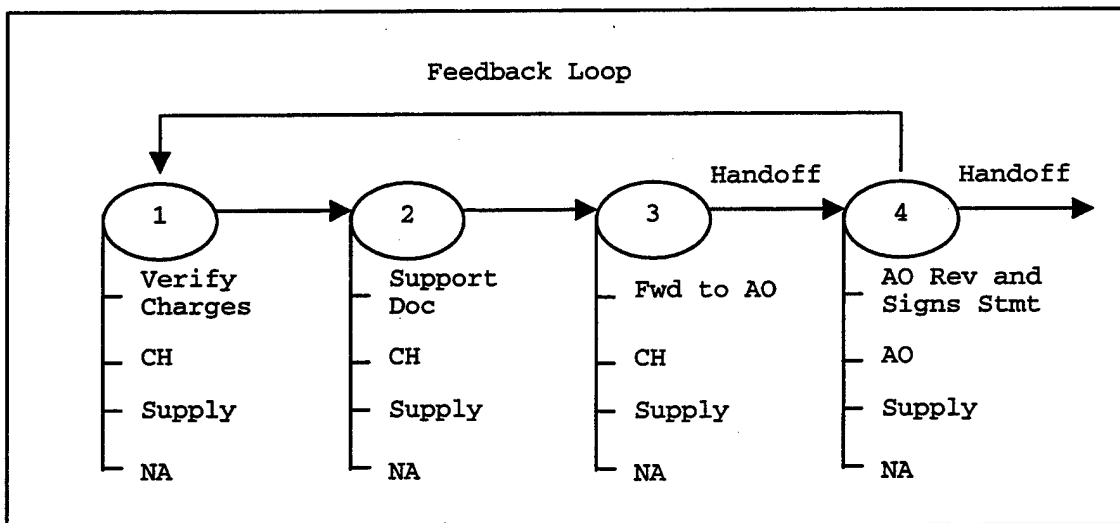 Feedback Loop
Handoff
Handoff
1
2
3
4
Verify
Charges
CH
Supply
NA
Support
Doc
CH
Supply
NA
Fwd to AO
CH
Supply
NA
AO Rev and
Signs Stmt
AO
Supply
NA